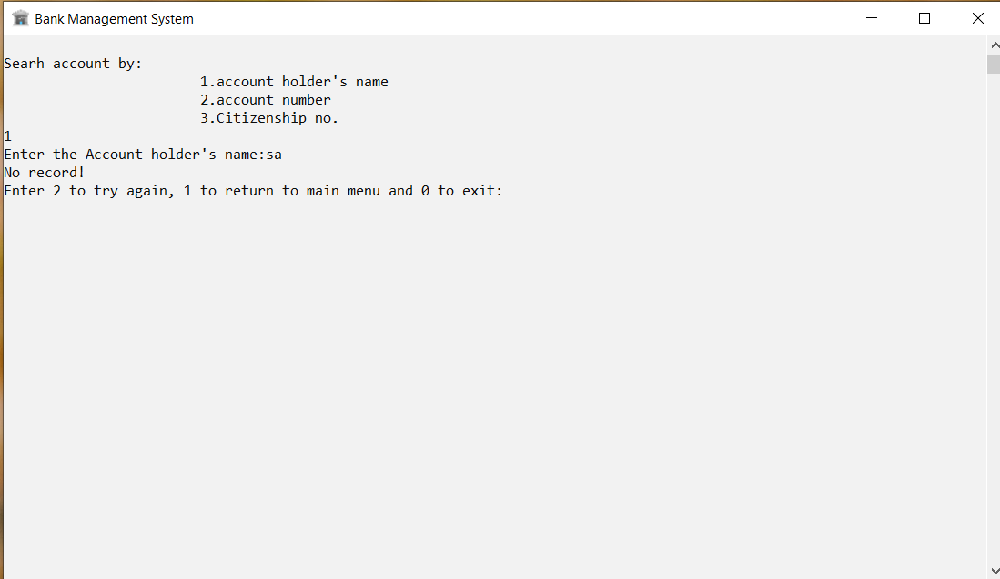 Bank Management System
Searh account by:
1.account holder's name
2.account number
3.Citizenship no.
1
Enter the Account holder's name:sa
No record!
Enter 2 to try again, 1 to return to main menu and 0 to exit: